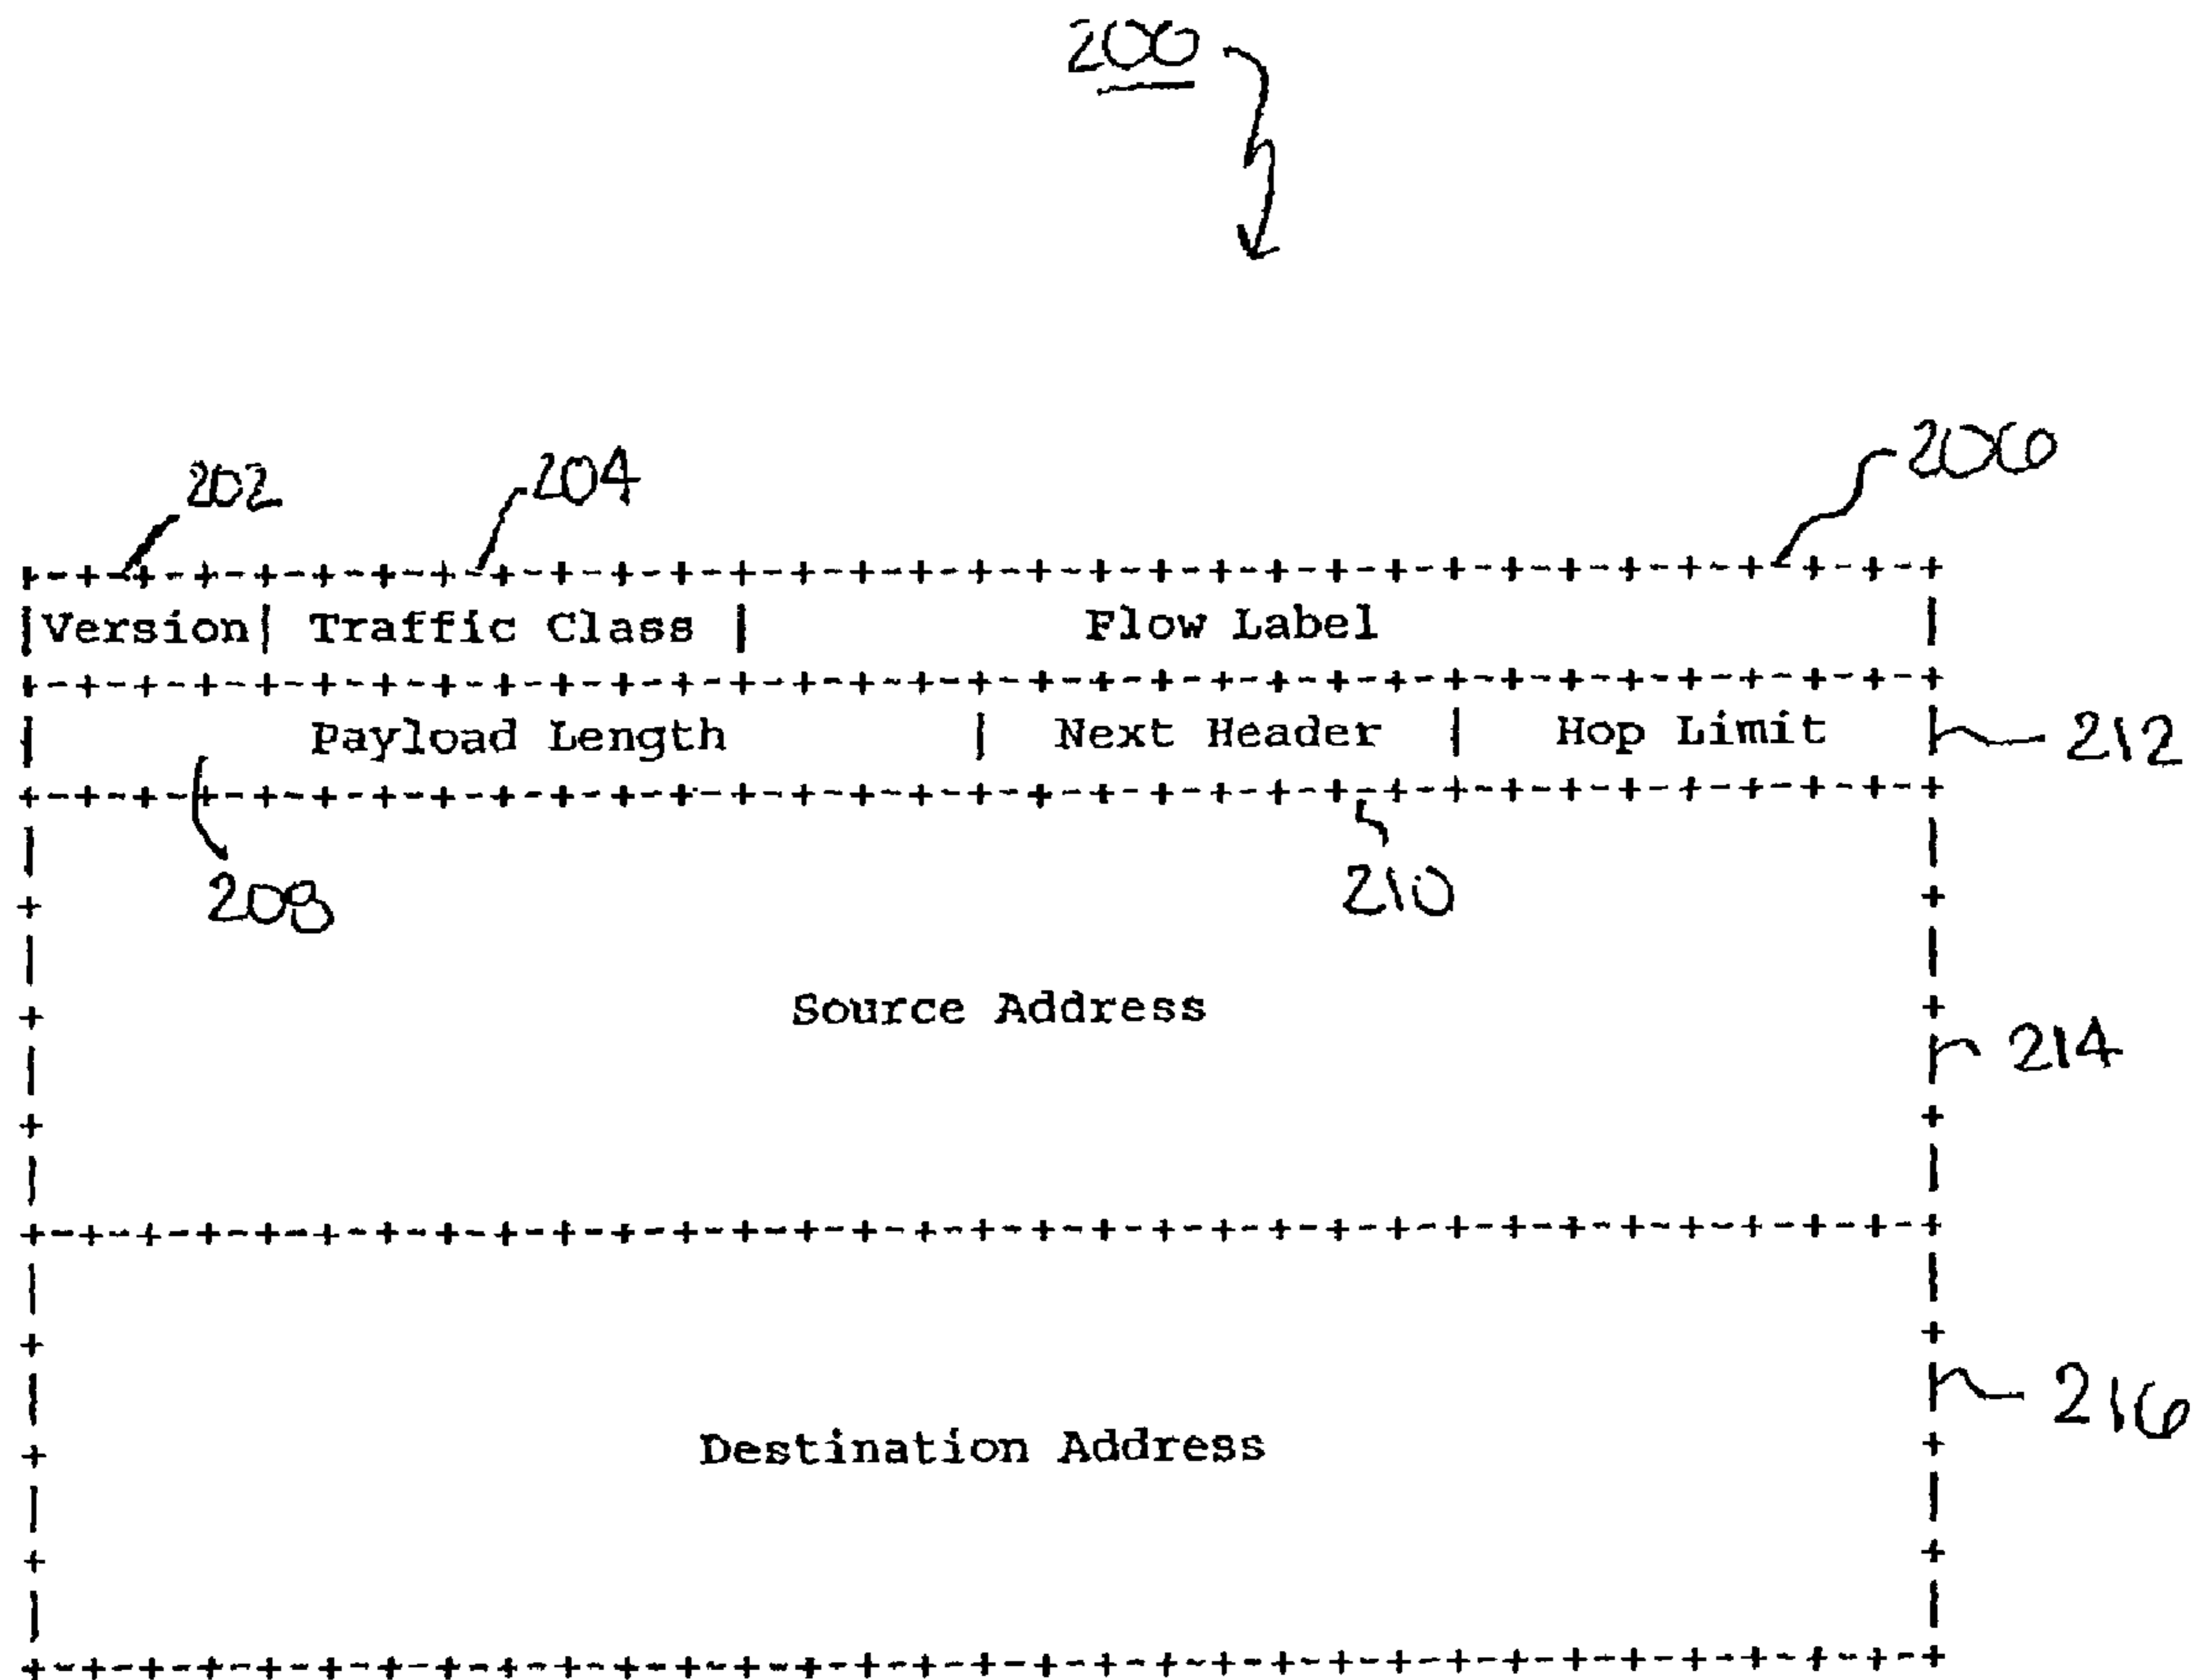 200
202 204 206
|Version| Traffic Class | Flow Label |
| Payload Length | Next Header | Hop Limit | 212
208 210
Source Address
214
216
Destination Address